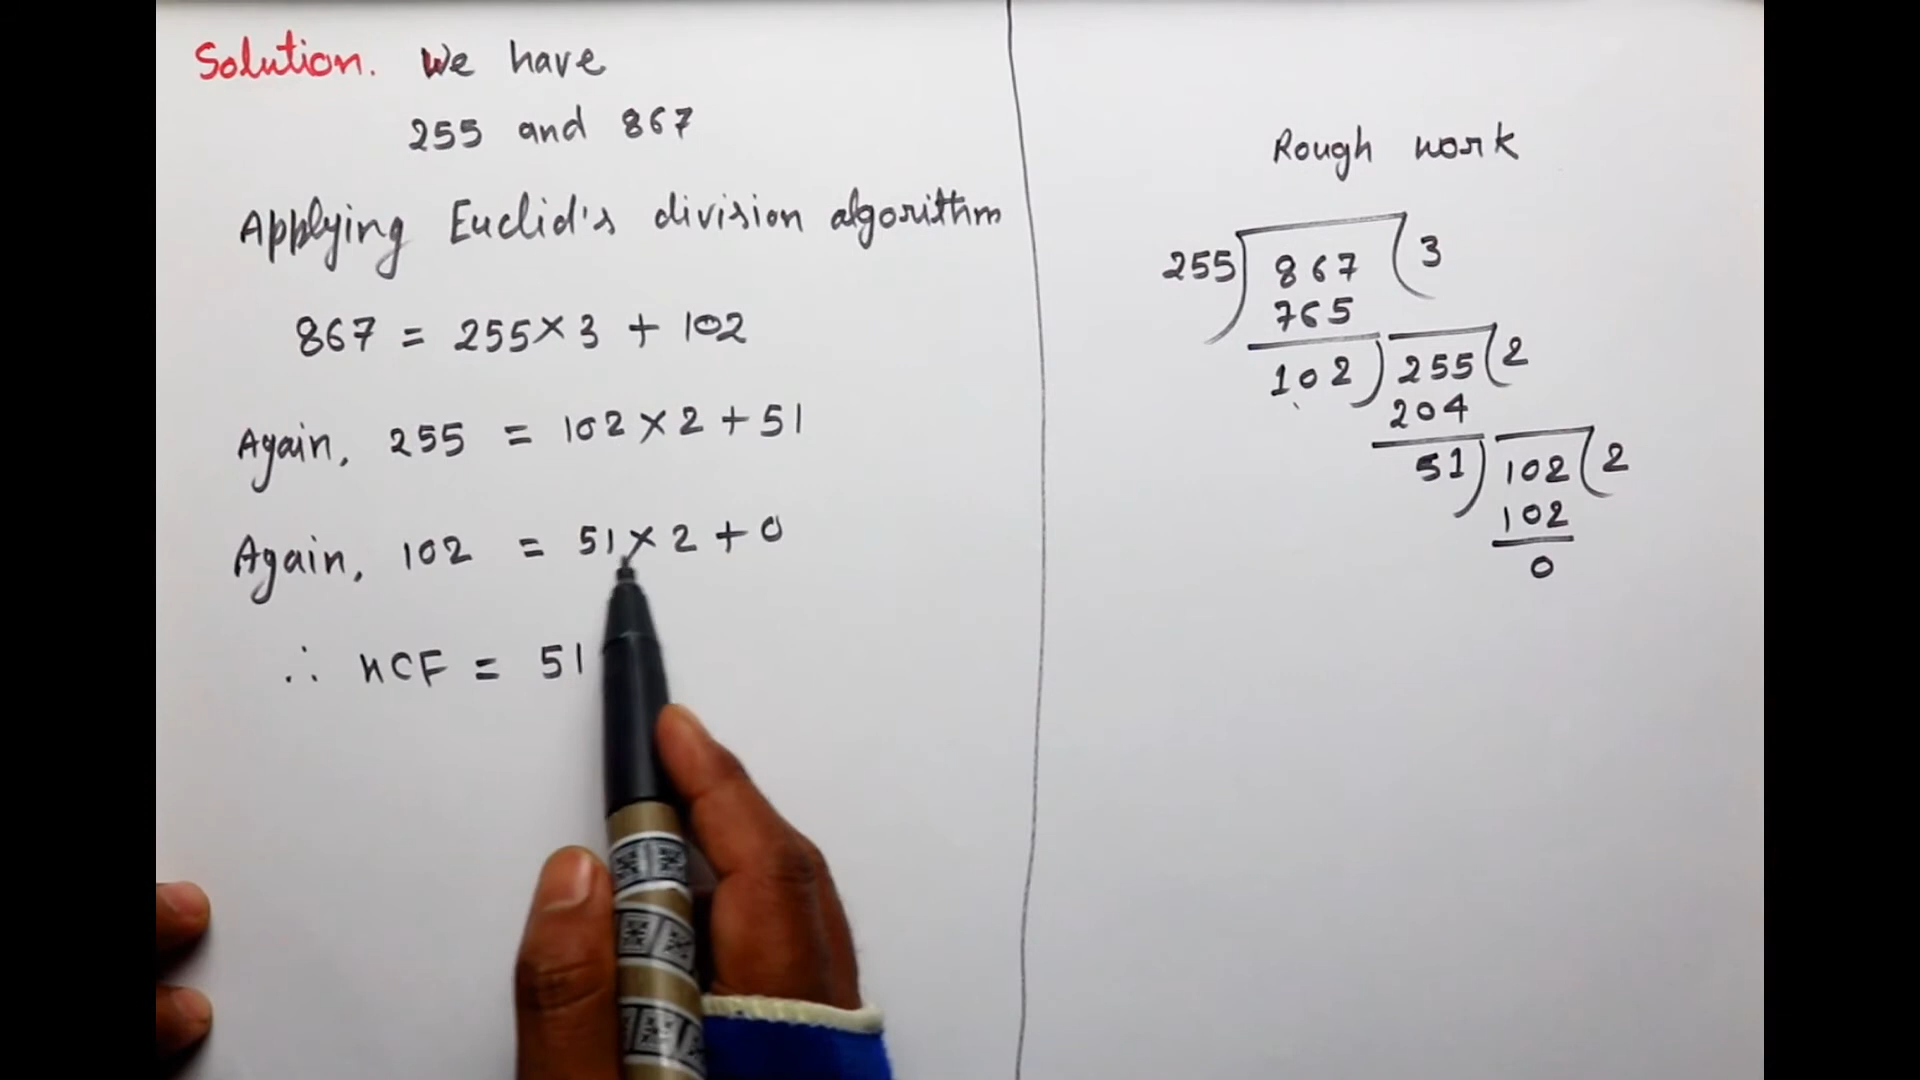 Solution. We have
255 and 867
Applying Euclid's division algorithm
867 = 255 × 3 + 102
Again, 255 = 102 × 2 + 51
Again, 102 = 51 × 2 + 0
∴ HCF = 51
Rough work
255) 867 (3
765
102) 255 (2
204
51) 102 (2
102
0